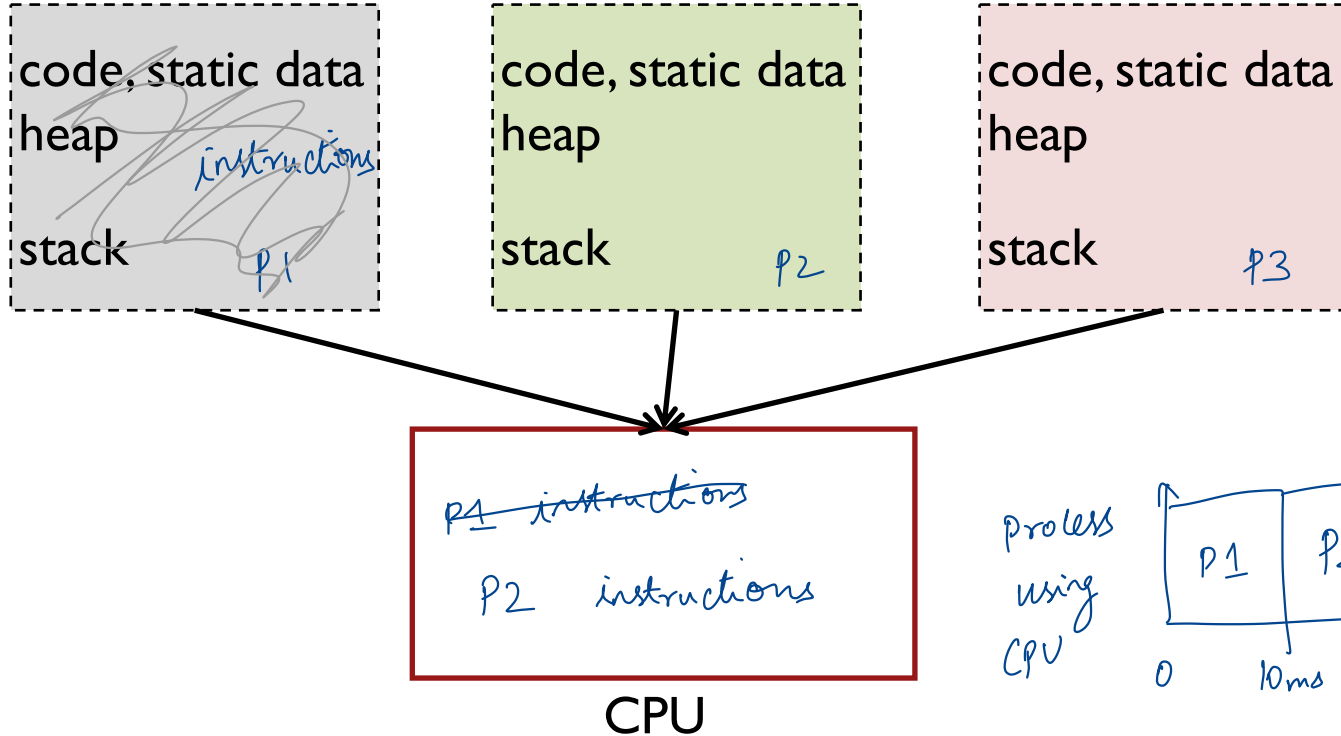 code, static data
heap
instructions
stack
P1
code, static data
heap
stack
P2
code, static data
heap
stack
P3
P1 instructions
P2 instructions
CPU
process
using
CPU
P1
0
10ms